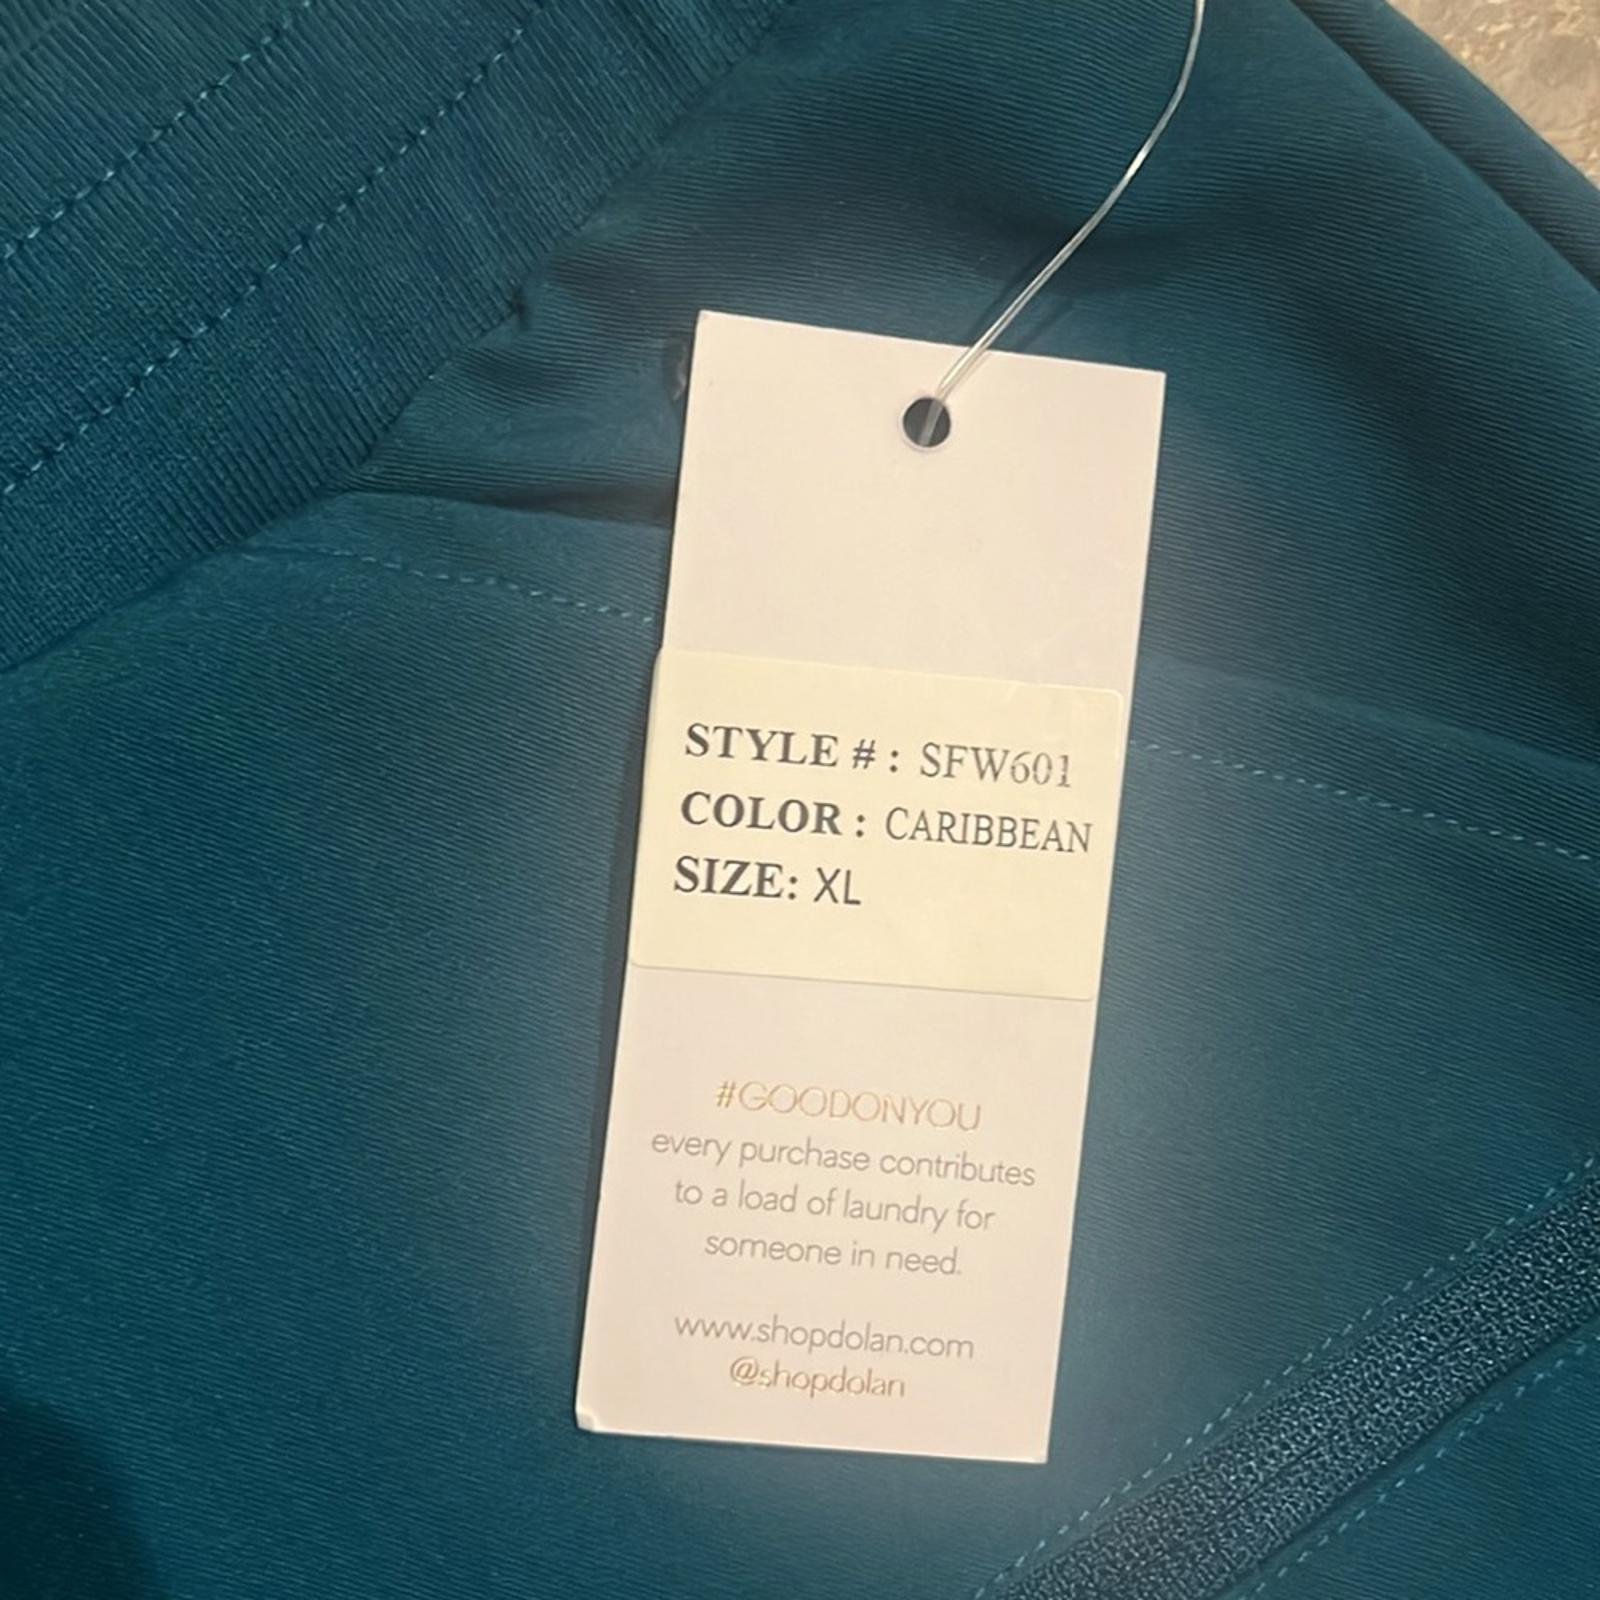 STYLE # : SFW601
COLOR : CARIBBEAN
SIZE: XL
#GOODONYOU
every purchase contributes
to a load of laundry for
someone in need.
www.shopdolan.com
@shopdolan